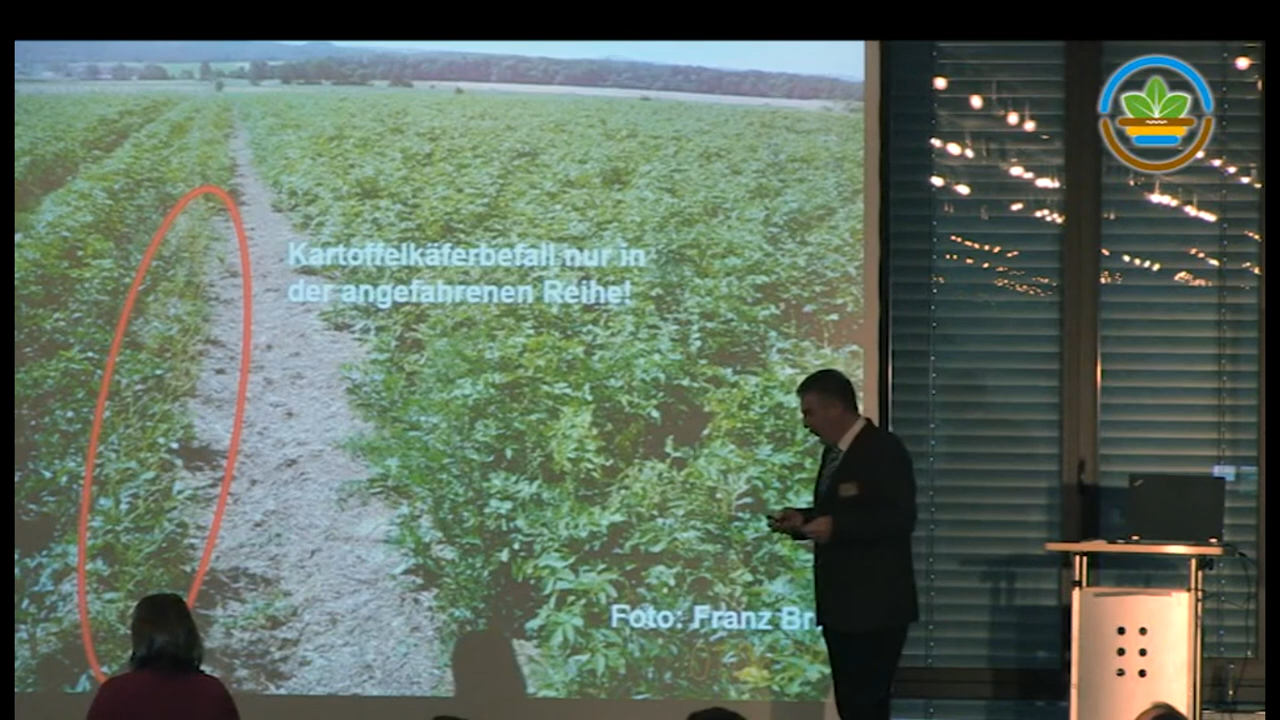 Kartoffelkäferbefall nur in
der angefahrenen Reihe!
Foto: Franz